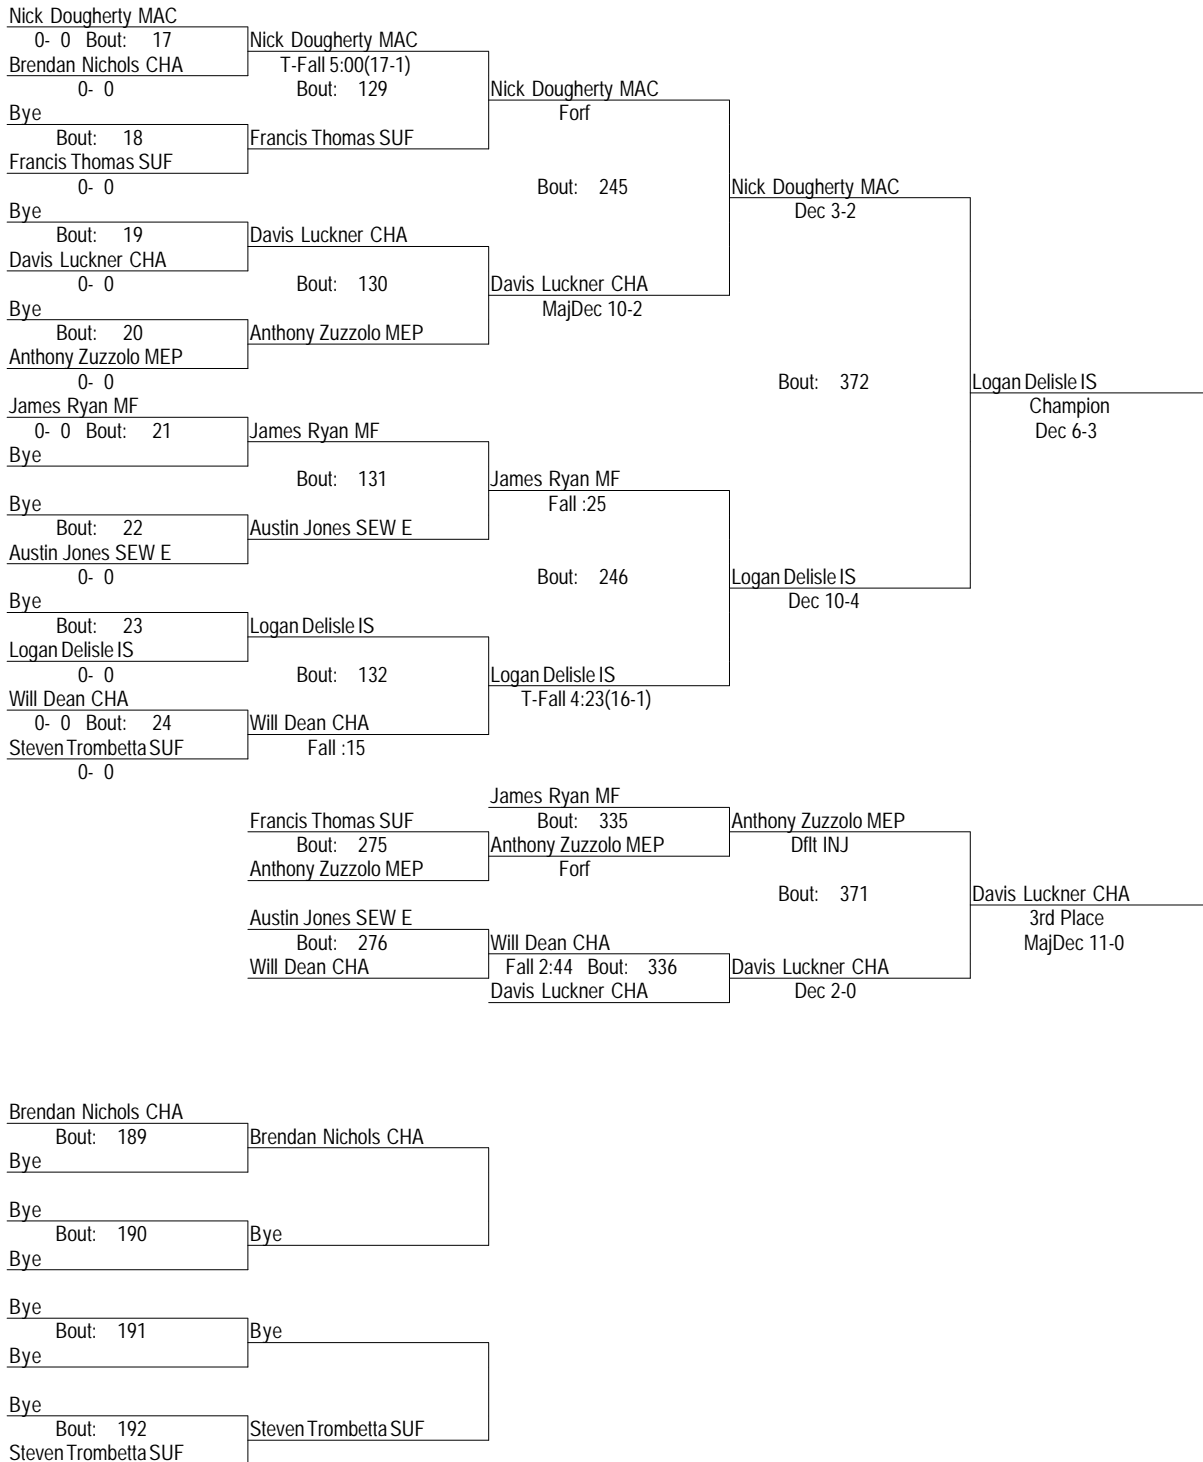 Nick Dougherty MAC
0- 0 Bout: 17 Nick Dougherty MAC
Brendan Nichols CHA T-Fall 5:00(17-1)
0- 0 Bout: 129 Nick Dougherty MAC
Bye Forf
Bout: 18 Francis Thomas SUF
Francis Thomas SUF
0- 0 Bout: 245 Nick Dougherty MAC
Bye Dec 3-2
Bout: 19 Davis Luckner CHA
Davis Luckner CHA
0- 0 Bout: 130 Davis Luckner CHA
Bye MajDec 10-2
Bout: 20 Anthony Zuzzolo MEP
Anthony Zuzzolo MEP
0- 0 Bout: 372 Logan Delisle IS
James Ryan MF Champion
0- 0 Bout: 21 James Ryan MF Dec 6-3
Bye
Bout: 131 James Ryan MF
Bye Fall :25
Bout: 22 Austin Jones SEW E
Austin Jones SEW E
0- 0 Bout: 246 Logan Delisle IS
Bye Dec 10-4
Bout: 23 Logan Delisle IS
Logan Delisle IS
0- 0 Bout: 132 Logan Delisle IS
Will Dean CHA T-Fall 4:23(16-1)
0- 0 Bout: 24 Will Dean CHA
Steven Trombetta SUF Fall :15
0- 0
James Ryan MF
Francis Thomas SUF Bout: 335 Anthony Zuzzolo MEP
Bout: 275 Anthony Zuzzolo MEP Dflt INJ
Anthony Zuzzolo MEP Forf
Bout: 371 Davis Luckner CHA
Austin Jones SEW E 3rd Place
Bout: 276 Will Dean CHA MajDec 11-0
Will Dean CHA Fall 2:44 Bout: 336 Davis Luckner CHA
Davis Luckner CHA Dec 2-0
Brendan Nichols CHA
Bout: 189 Brendan Nichols CHA
Bye
Bye
Bout: 190 Bye
Bye
Bye
Bout: 191 Bye
Bye
Bye
Bout: 192 Steven Trombetta SUF
Steven Trombetta SUF